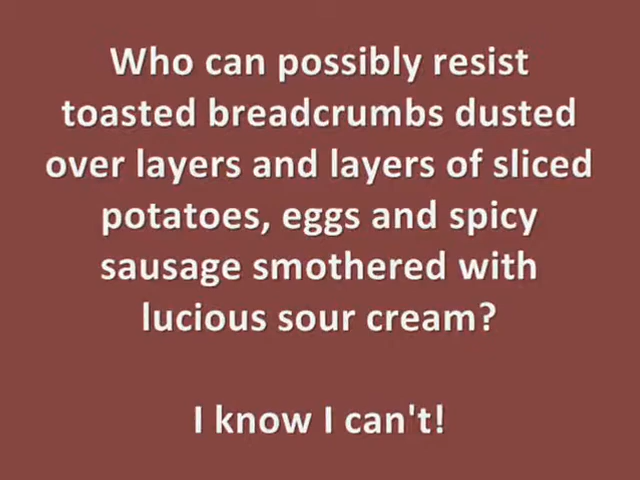 Who can possibly resist
toasted breadcrumbs dusted
over layers and layers of sliced
potatoes, eggs and spicy
sausage smothered with
lucious sour cream?
I know I can't!